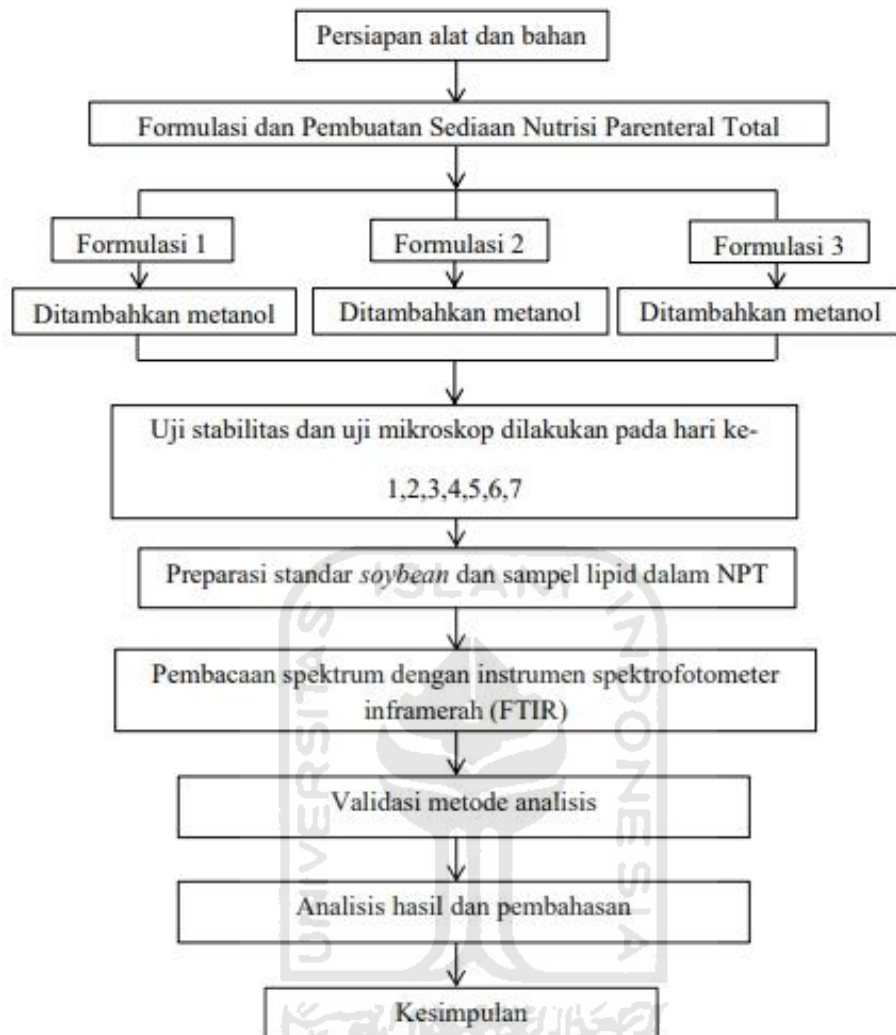 Persiapan alat dan bahan
Formulasi dan Pembuatan Sediaan Nutrisi Parenteral Total
Formulasi 1
Formulasi 2
Formulasi 3
Ditambahkan metanol
Ditambahkan metanol
Ditambahkan metanol
Uji stabilitas dan uji mikroskop dilakukan pada hari ke-
1,2,3,4,5,6,7
Preparasi standar soybean dan sampel lipid dalam NPT
Pembacaan spektrum dengan instrumen spektrofotometer
inframerah (FTIR)
Validasi metode analisis
Analisis hasil dan pembahasan
Kesimpulan
UNIVERSITAS
ISLAM
INDONESIA